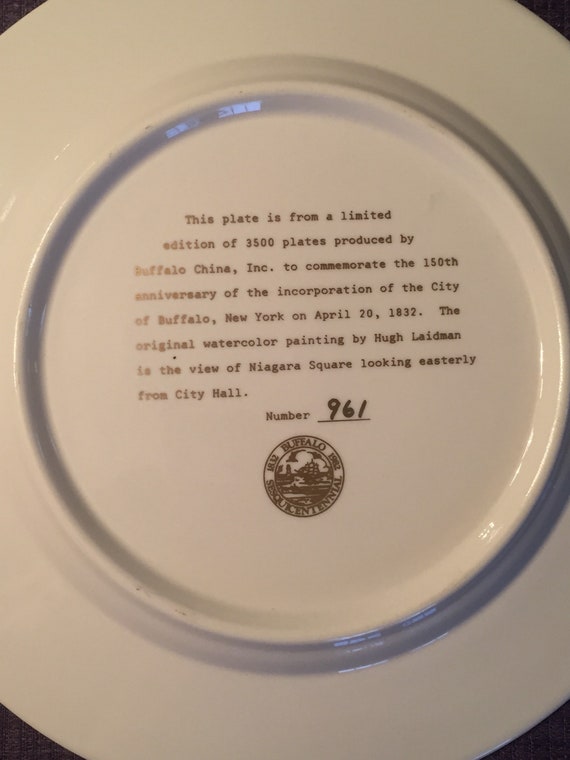 This plate is from a limited
edition of 3500 plates produced by
Buffalo China, Inc. to commemorate the 150th
anniversary of the incorporation of the City
of Buffalo, New York on April 20, 1832. The
original watercolor painting by Hugh Laidman
is the view of Niagara Square looking easterly
from City Hall.
Number 961
1832 BUFFALO 1982
SESQUICENTENNIAL